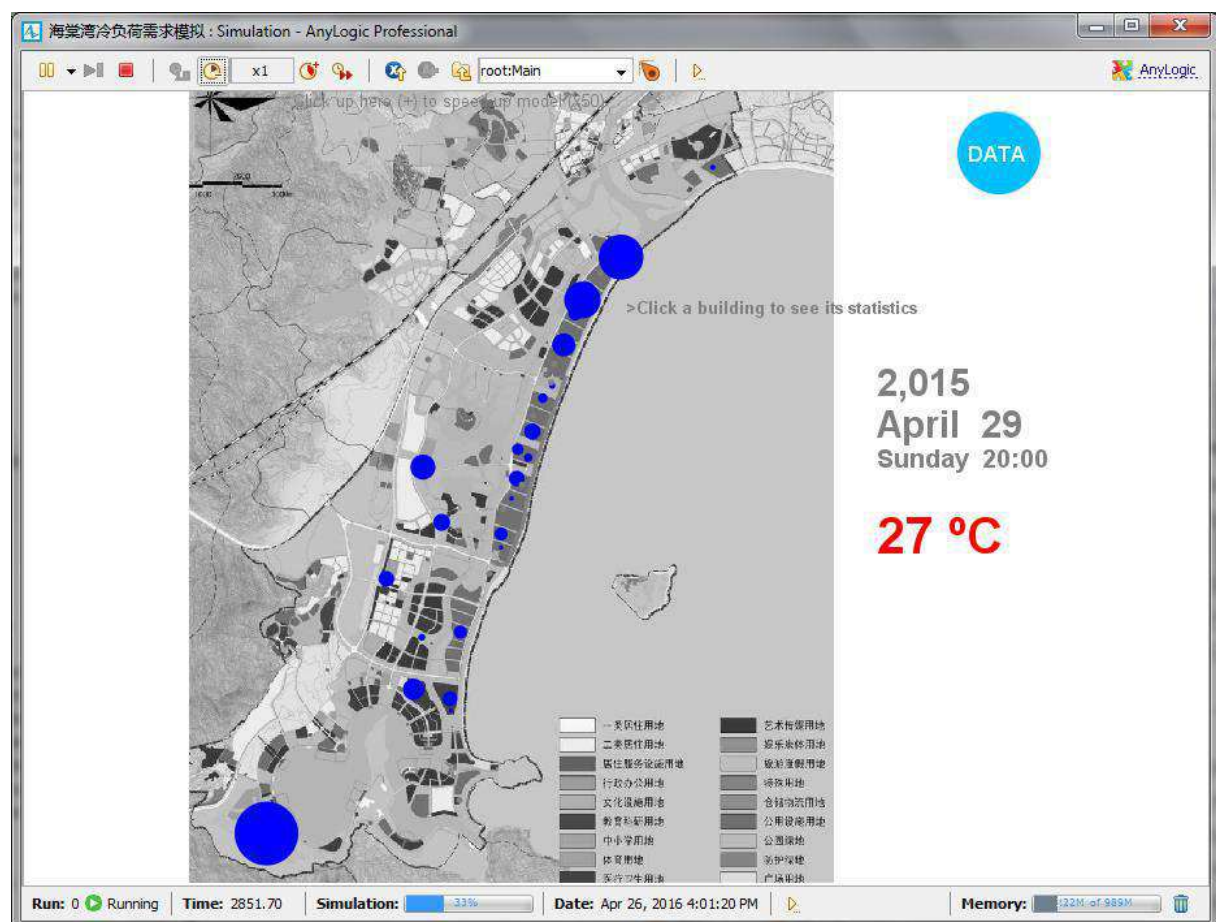 海棠湾冷负荷需求模拟 : Simulation - AnyLogic Professional
x1
root:Main
AnyLogic
Click up here (+) to speed up model (x50)
DATA
>Click a building to see its statistics
2,015
April 29
Sunday 20:00
27 ºC
一类居住用地
二类居住用地
居住服务设施用地
行政办公用地
文化设施用地
教育科研用地
中小学用地
体育用地
医疗卫生用地
艺术传媒用地
娱乐康体用地
旅游度假用地
特殊用地
仓储物流用地
公用设施用地
公园绿地
防护绿地
广场用地
Run: 0 Running
Time: 2851.70
Simulation: 33%
Date: Apr 26, 2016 4:01:20 PM
Memory: 122M of 989M